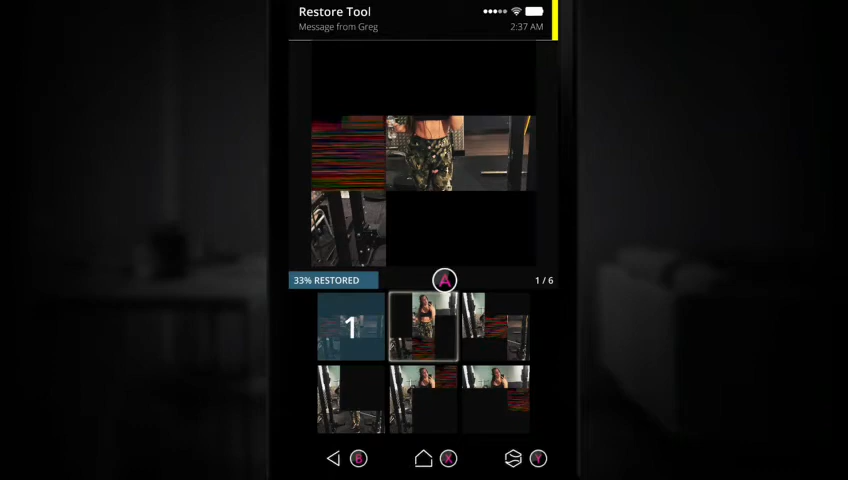 Restore Tool
Message from Greg
2:37 AM
33% RESTORED
A
1 / 6
1
B
X
Y